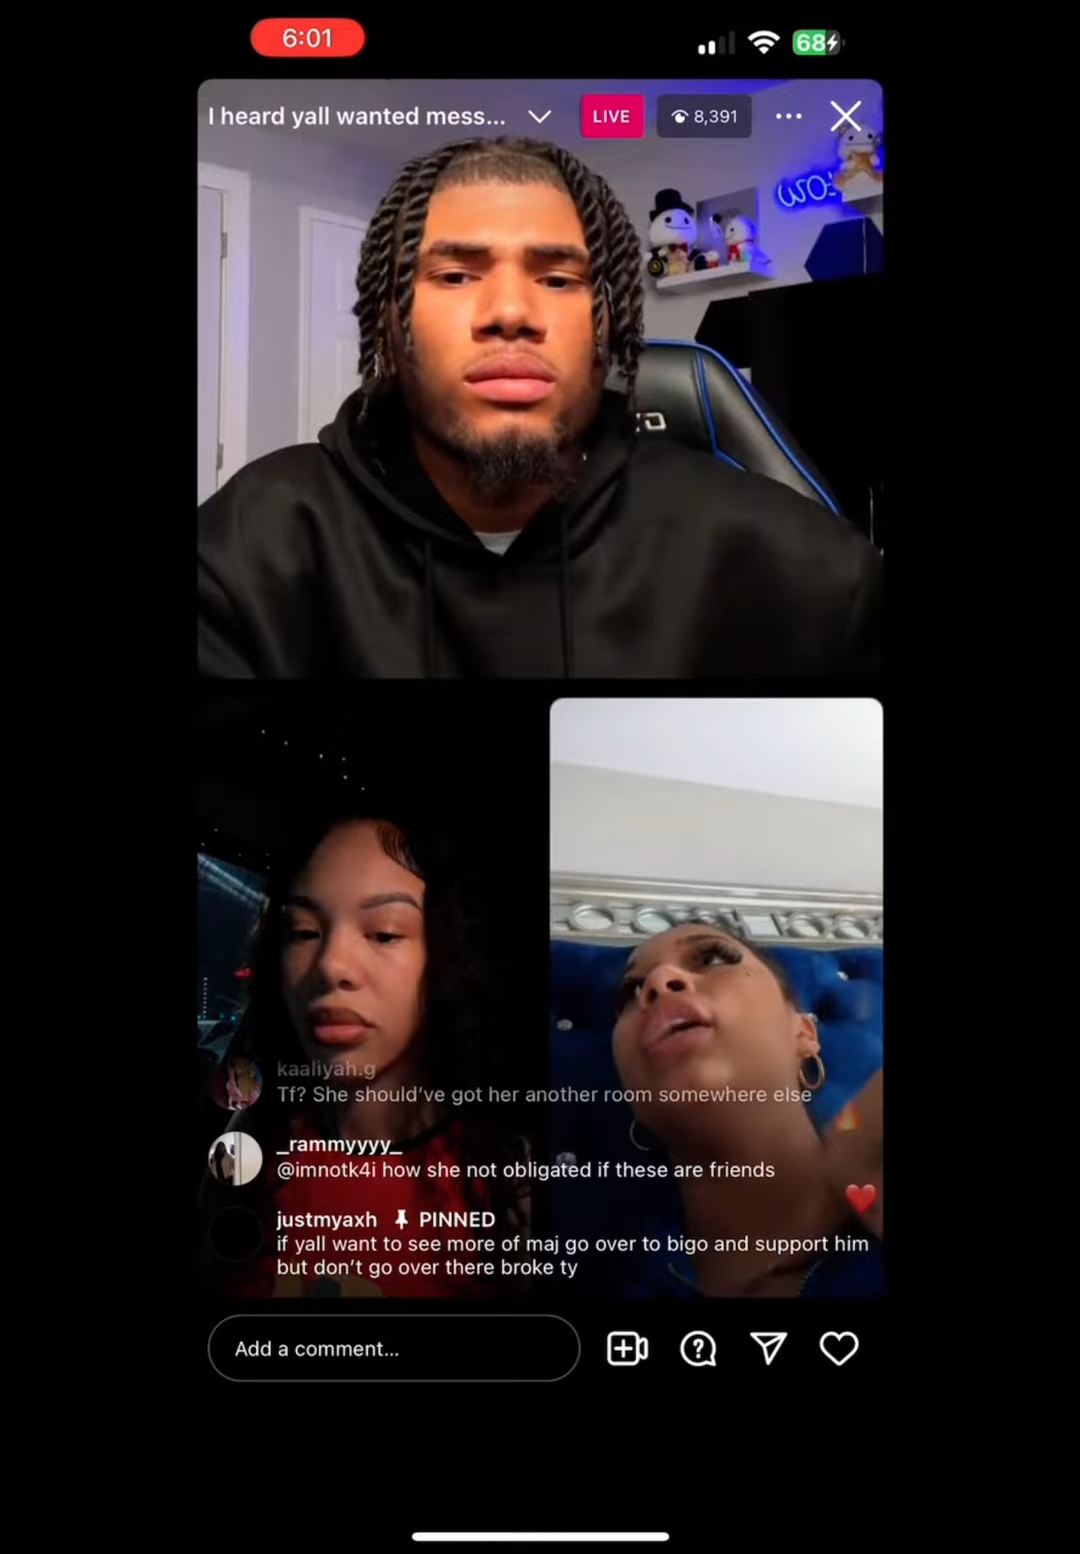 6:01
68
I heard yall wanted mess...
LIVE
8,391
kaaliyah.g
Tf? She should've got her another room somewhere else
_rammyyyy_
@imnotk4i how she not obligated if these are friends
justmyaxh PINNED
if yall want to see more of maj go over to bigo and support him
but don't go over there broke ty
Add a comment...